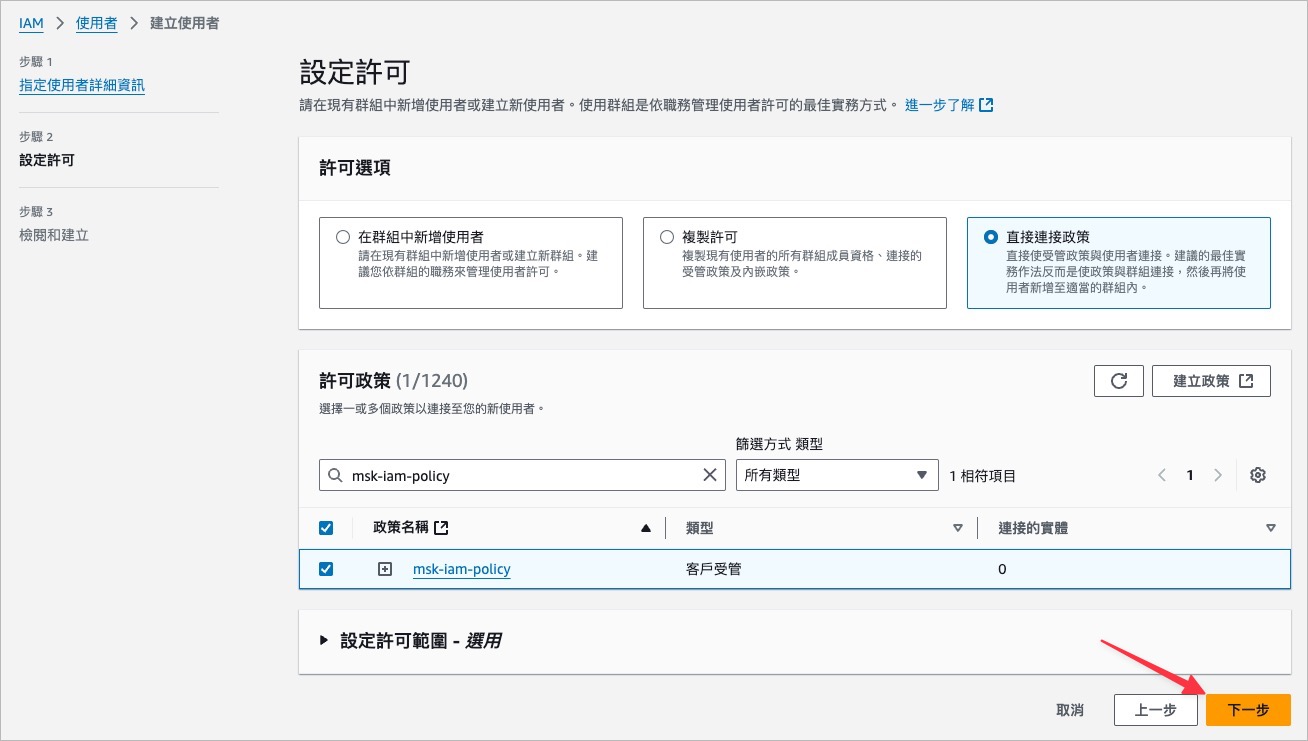 IAM > 使用者 > 建立使用者
步驟 1
指定使用者詳細資訊
步驟 2
設定許可
步驟 3
檢閱和建立
設定許可
請在現有群組中新增使用者或建立新使用者。使用群組是依職務管理使用者許可的最佳實務方式。 進一步了解
許可選項
在群組中新增使用者
請在現有群組中新增使用者或建立新群組。建
議您依群組的職務來管理使用者許可。
複製許可
複製現有使用者的所有群組成員資格、連接的
受管政策及內嵌政策。
直接連接政策
直接使受管政策與使用者連接。建議的最佳實
務作法反而是使政策與群組連接，然後再將使
用者新增至適當的群組內。
許可政策 (1/1240)
建立政策
選擇一或多個政策以連接至您的新使用者。
篩選方式 類型
msk-iam-policy
所有類型
1 相符項目
1
政策名稱
類型
連接的實體
msk-iam-policy
客戶受管
0
設定許可範圍 - 選用
取消
上一步
下一步